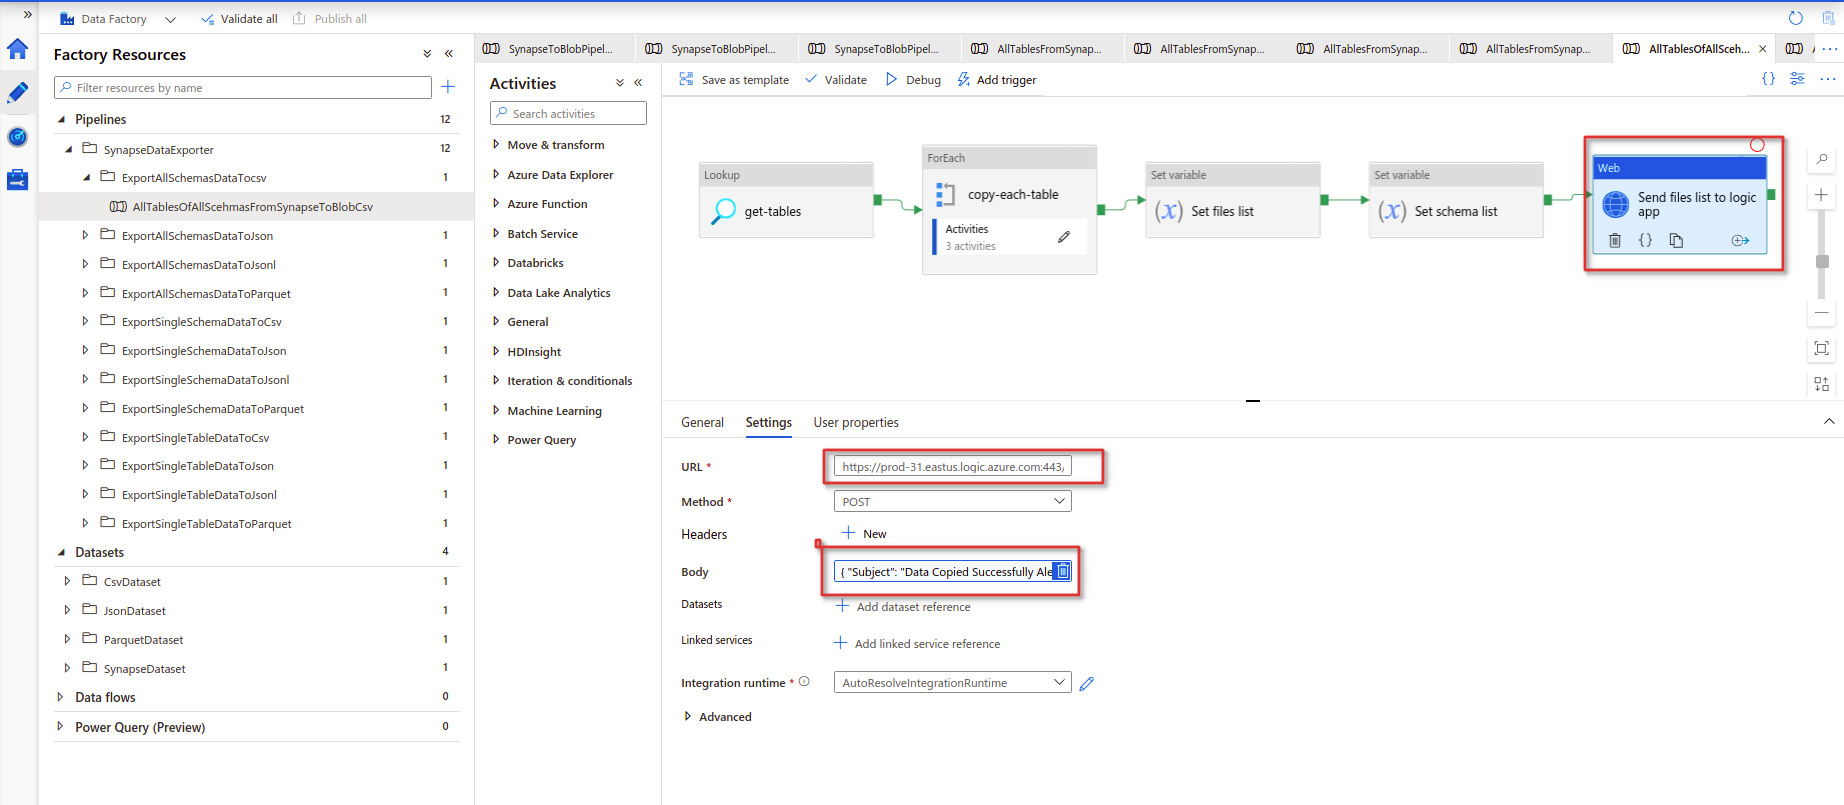 »
Data Factory
Validate all
Publish all
Factory Resources
Filter resources by name
Pipelines 12
SynapseDataExporter 12
ExportAllSchemasDataTocsv 1
AllTablesOfAllScehmasFromSynapseToBlobCsv
ExportAllSchemasDataToJson 1
ExportAllSchemasDataToJsonl 1
ExportAllSchemasDataToParquet 1
ExportSingleSchemaDataToCsv 1
ExportSingleSchemaDataToJson 1
ExportSingleSchemaDataToJsonl 1
ExportSingleSchemaDataToParquet 1
ExportSingleTableDataToCsv 1
ExportSingleTableDataToJson 1
ExportSingleTableDataToJsonl 1
ExportSingleTableDataToParquet 1
Datasets 4
CsvDataset 1
JsonDataset 1
ParquetDataset 1
SynapseDataset 1
Data flows 0
Power Query (Preview) 0
SynapseToBlobPipel...
SynapseToBlobPipel...
SynapseToBlobPipel...
AllTablesFromSynap...
AllTablesFromSynap...
AllTablesFromSynap...
AllTablesFromSynap...
AllTablesOfAllSceh...
Activities
Search activities
Move & transform
Azure Data Explorer
Azure Function
Batch Service
Databricks
Data Lake Analytics
General
HDInsight
Iteration & conditionals
Machine Learning
Power Query
Save as template
Validate
Debug
Add trigger
Lookup
get-tables
ForEach
copy-each-table
Activities
3 activities
Set variable
(x) Set files list
Set variable
(x) Set schema list
Web
Send files list to logic
app
General
Settings
User properties
URL *
https://prod-31.eastus.logic.azure.com:443/
Method *
POST
Headers
New
Body
{ "Subject": "Data Copied Successfully Ale
Datasets
Add dataset reference
Linked services
Add linked service reference
Integration runtime *
AutoResolveIntegrationRuntime
Advanced